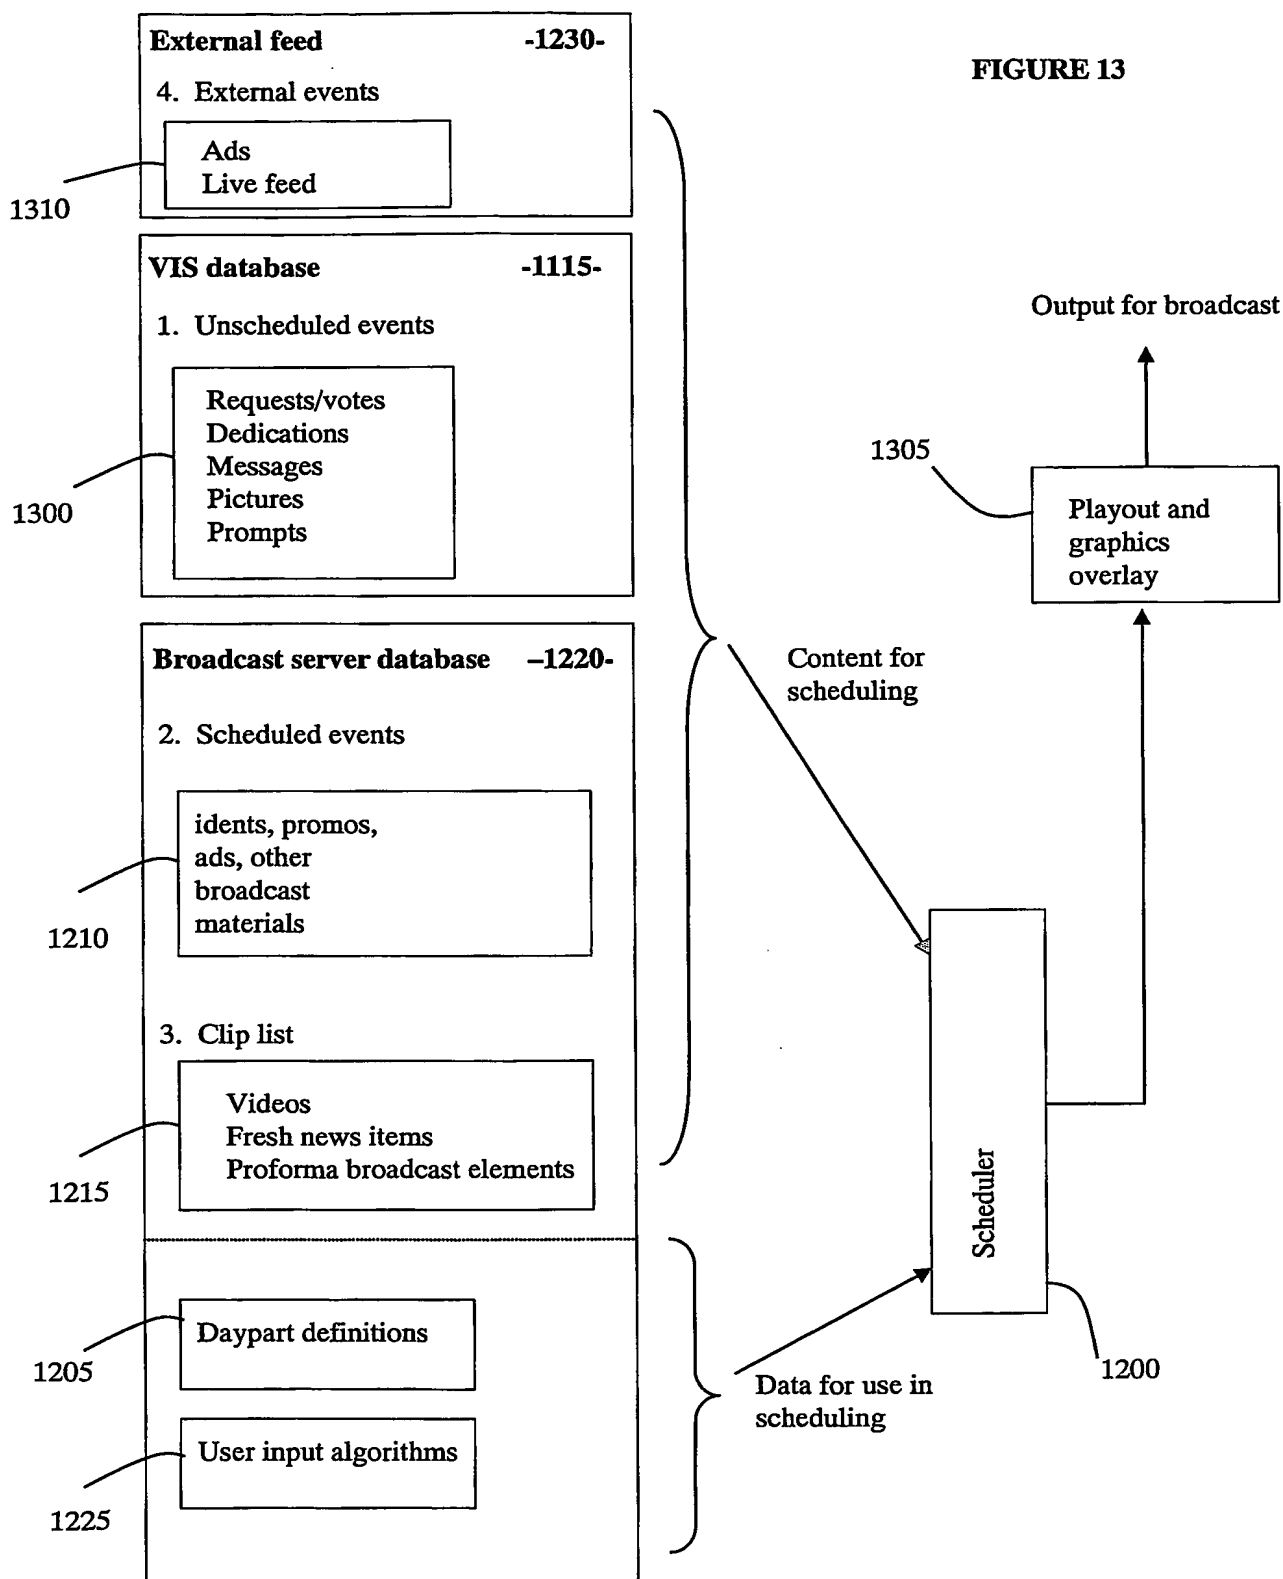 FIGURE 13
External feed -1230-
4. External events
Ads
Live feed
1310
VIS database -1115-
1. Unscheduled events
Requests/votes
Dedications
Messages
Pictures
Prompts
1300
Broadcast server database –1220-
2. Scheduled events
idents, promos,
ads, other
broadcast
materials
1210
3. Clip list
Videos
Fresh news items
Proforma broadcast elements
1215
Daypart definitions
1205
User input algorithms
1225
Content for
scheduling
Data for use in
scheduling
Scheduler
1200
Output for broadcast
1305
Playout and
graphics
overlay